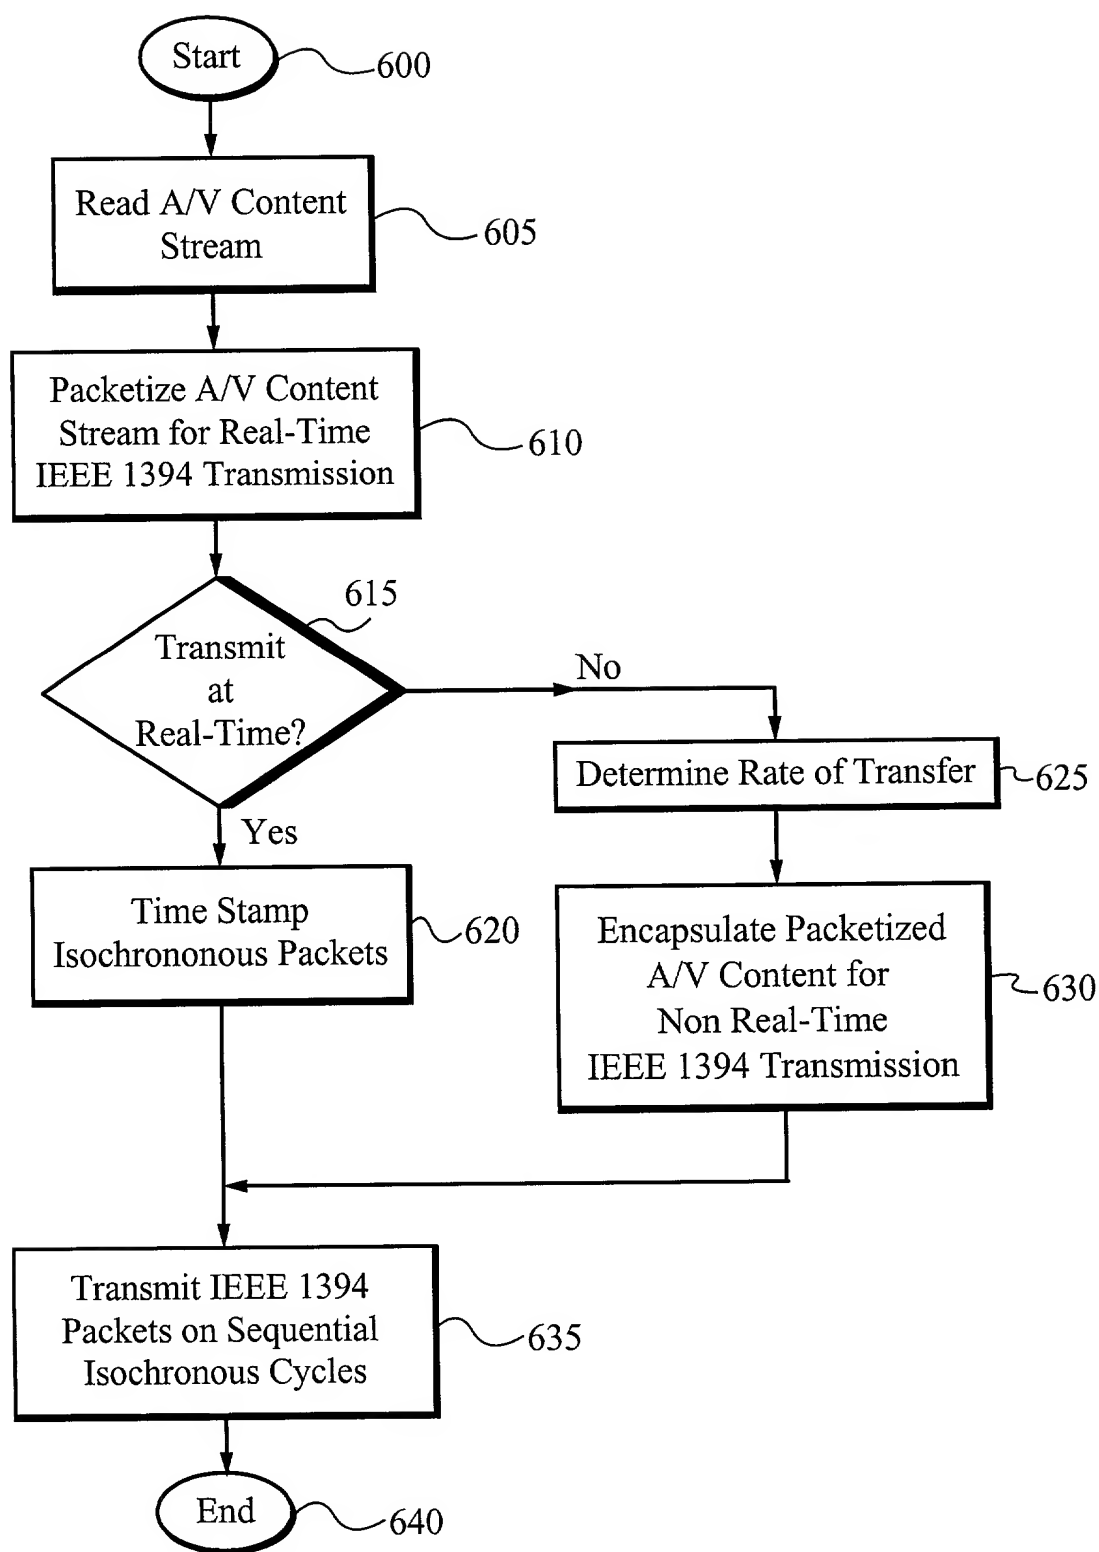 Start
600
Read A/V Content
Stream
605
Packetize A/V Content
Stream for Real-Time
IEEE 1394 Transmission
610
615
Transmit
at
Real-Time?
No
Yes
Determine Rate of Transfer
625
Time Stamp
Isochrononous Packets
620
Encapsulate Packetized
A/V Content for
Non Real-Time
IEEE 1394 Transmission
630
Transmit IEEE 1394
Packets on Sequential
Isochronous Cycles
635
End
640